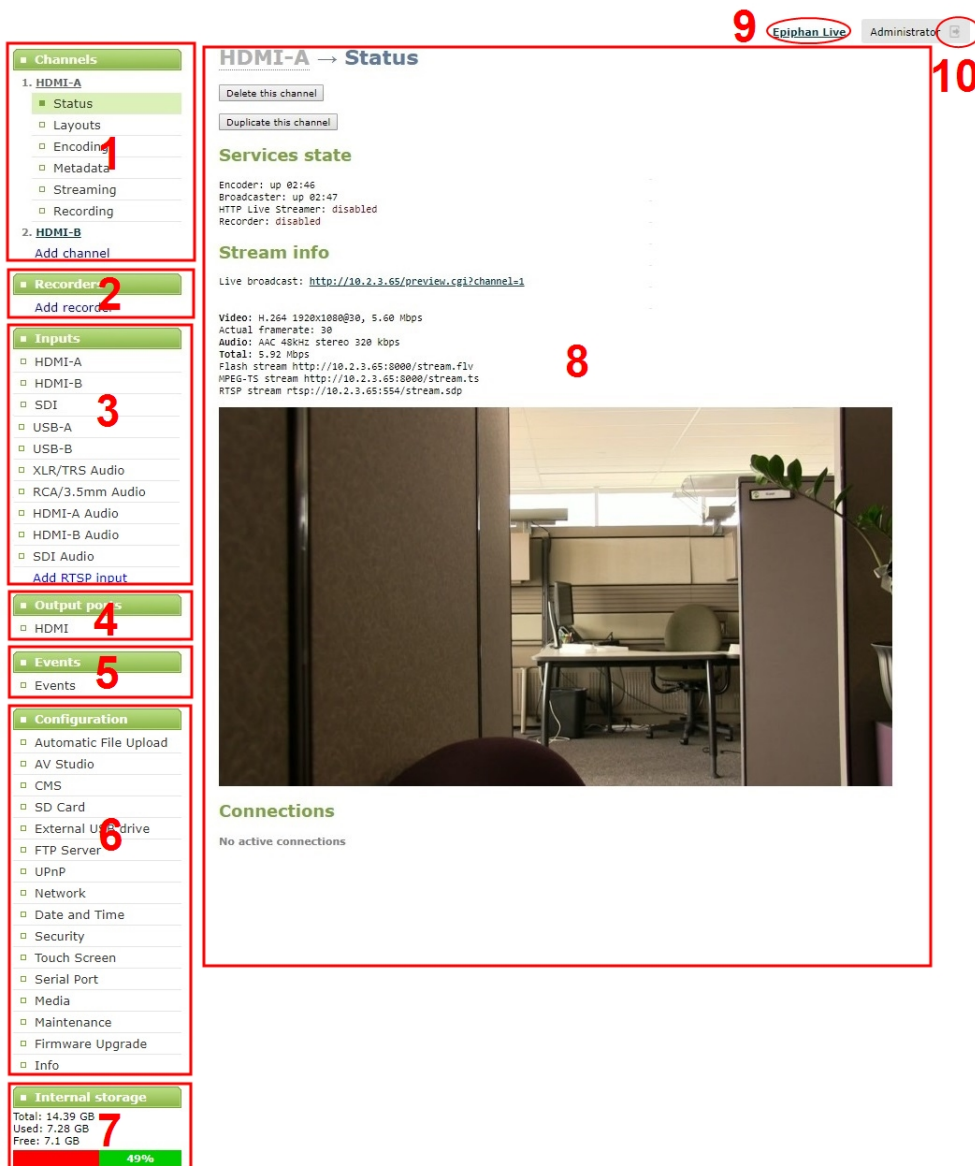 9
Epiphan Live
Administrator
10
Channels
1. HDMI-A
Status
Layouts
Encoding
Metadata
Streaming
Recording
2. HDMI-B
Add channel
1
Recorders
Add recorder
2
Inputs
HDMI-A
HDMI-B
SDI
USB-A
USB-B
XLR/TRS Audio
RCA/3.5mm Audio
HDMI-A Audio
HDMI-B Audio
SDI Audio
Add RTSP input
3
Output ports
HDMI
4
Events
Events
5
Configuration
Automatic File Upload
AV Studio
CMS
SD Card
External USB drive
FTP Server
UPnP
Network
Date and Time
Security
Touch Screen
Serial Port
Media
Maintenance
Firmware Upgrade
Info
6
Internal storage
Total: 14.39 GB
Used: 7.28 GB
Free: 7.1 GB
49%
7
HDMI-A → Status
Delete this channel
Duplicate this channel
Services state
Encoder: up 02:46
Broadcaster: up 02:47
HTTP Live Streamer: disabled
Recorder: disabled
Stream info
Live broadcast: http://10.2.3.65/preview.cgi?channel=1
Video: H.264 1920x1080@30, 5.60 Mbps
Actual framerate: 30
Audio: AAC 48kHz stereo 320 kbps
Total: 5.92 Mbps
Flash stream http://10.2.3.65:8000/stream.flv
MPEG-TS stream http://10.2.3.65:8000/stream.ts
RTSP stream rtsp://10.2.3.65:554/stream.sdp
8
Connections
No active connections